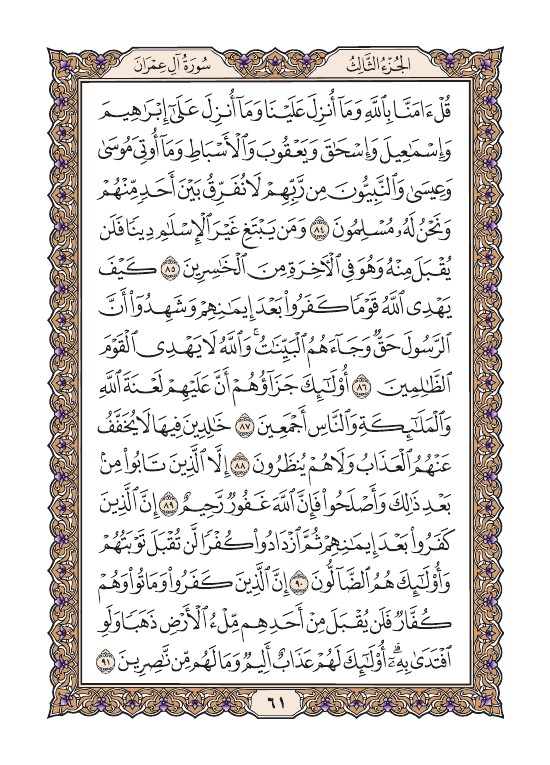 سُورَةُ آلِ عِمْرَانَ
الجُزْءُ الثَّالِثُ
قُلْ ءَامَنَّا بِٱللَّهِ وَمَآ أُنزِلَ عَلَيْنَا وَمَآ أُنزِلَ عَلَىٰٓ إِبْرَٰهِيمَ
وَإِسْمَٰعِيلَ وَإِسْحَٰقَ وَيَعْقُوبَ وَٱلْأَسْبَاطِ وَمَآ أُوتِيَ مُوسَىٰ
وَعِيسَىٰ وَٱلنَّبِيُّونَ مِن رَّبِّهِمْ لَا نُفَرِّقُ بَيْنَ أَحَدٍ مِّنْهُمْ
وَنَحْنُ لَهُۥ مُسْلِمُونَ ٨٤ وَمَن يَبْتَغِ غَيْرَ ٱلْإِسْلَٰمِ دِينًا فَلَن
يُقْبَلَ مِنْهُ وَهُوَ فِي ٱلْأٓخِرَةِ مِنَ ٱلْخَٰسِرِينَ ٨٥ كَيْفَ
يَهْدِي ٱللَّهُ قَوْمًا كَفَرُوا۟ بَعْدَ إِيمَٰنِهِمْ وَشَهِدُوٓا۟ أَنَّ
ٱلرَّسُولَ حَقٌّ وَجَآءَهُمُ ٱلْبَيِّنَٰتُ ۚ وَٱللَّهُ لَا يَهْدِي ٱلْقَوْمَ
ٱلظَّٰلِمِينَ ٨٦ أُو۟لَٰٓئِكَ جَزَآؤُهُمْ أَنَّ عَلَيْهِمْ لَعْنَةَ ٱللَّهِ
وَٱلْمَلَٰٓئِكَةِ وَٱلنَّاسِ أَجْمَعِينَ ٨٧ خَٰلِدِينَ فِيهَا لَا يُخَفَّفُ
عَنْهُمُ ٱلْعَذَابُ وَلَا هُمْ يُنظَرُونَ ٨٨ إِلَّا ٱلَّذِينَ تَابُوا۟ مِنۢ
بَعْدِ ذَٰلِكَ وَأَصْلَحُوا۟ فَإِنَّ ٱللَّهَ غَفُورٌ رَّحِيمٌ ٨٩ إِنَّ ٱلَّذِينَ
كَفَرُوا۟ بَعْدَ إِيمَٰنِهِمْ ثُمَّ ٱزْدَادُوا۟ كُفْرًا لَّن تُقْبَلَ تَوْبَتُهُمْ
وَأُو۟لَٰٓئِكَ هُمُ ٱلضَّآلُّونَ ٩٠ إِنَّ ٱلَّذِينَ كَفَرُوا۟ وَمَاتُوا۟ وَهُمْ
كُفَّارٌ فَلَن يُقْبَلَ مِنْ أَحَدِهِم مِّلْءُ ٱلْأَرْضِ ذَهَبًا وَلَوِ
ٱفْتَدَىٰ بِهِۦٓ ۗ أُو۟لَٰٓئِكَ لَهُمْ عَذَابٌ أَلِيمٌ وَمَا لَهُم مِّن نَّٰصِرِينَ ٩١
٦١